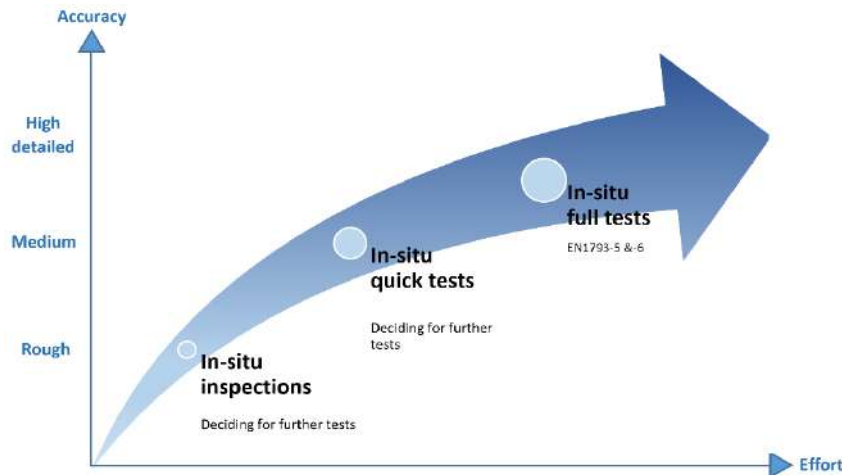 Accuracy
High
detailed
In-situ
full tests
EN1793-5 &-6
Medium
In-situ
quick tests
Deciding for further
tests
Rough
In-situ
inspections
Deciding for further tests
Effort